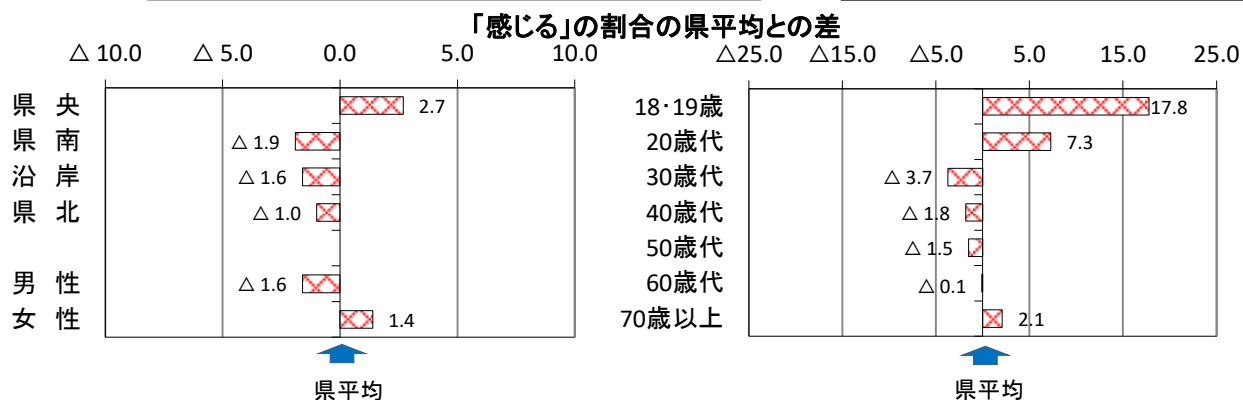 「感じる」の割合の県平均との差
△ 10.0 △ 5.0 0.0 5.0 10.0
県 央 2.7
県 南 △ 1.9
沿 岸 △ 1.6
県 北 △ 1.0
男 性 △ 1.6
女 性 1.4
県平均
△25.0 △15.0 △5.0 5.0 15.0 25.0
18･19歳 17.8
20歳代 7.3
30歳代 △ 3.7
40歳代 △ 1.8
50歳代 △ 1.5
60歳代 △ 0.1
70歳以上 2.1
県平均